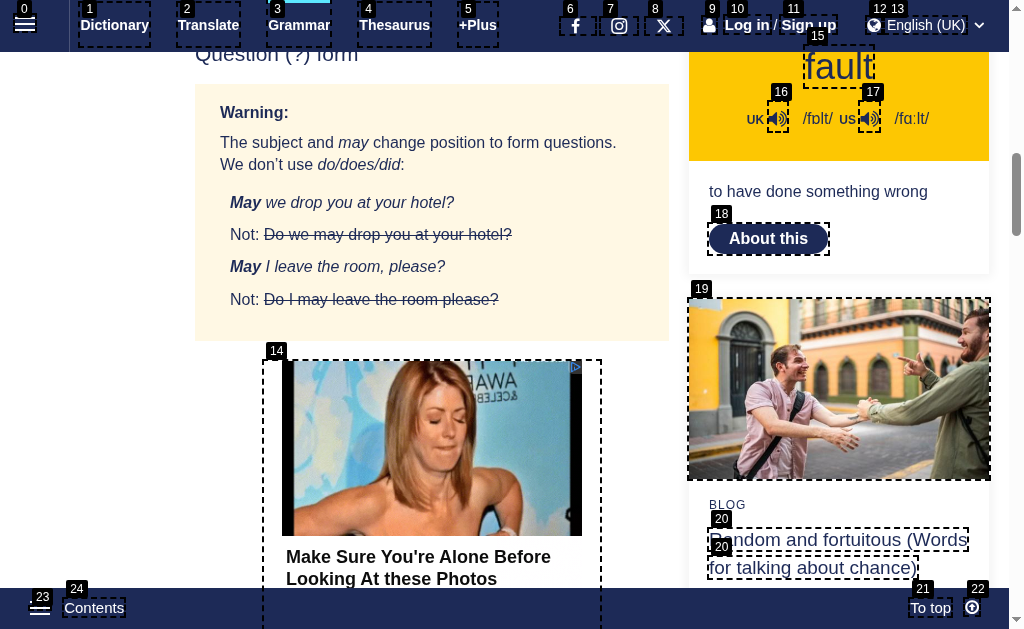 0 1 2 3 4 5 6 7 8 9 10 11 12 13
Dictionary Translate Grammar Thesaurus +Plus Log in / Sign up English (UK)
Question (?) form
Warning:
The subject and may change position to form questions.
We don’t use do/does/did:
May we drop you at your hotel?
Not: Do we may drop you at your hotel?
May I leave the room, please?
Not: Do I may leave the room please?
14
Make Sure You're Alone Before
Looking At these Photos
15
fault
16 17
UK /fɒlt/ US /fɑːlt/
to have done something wrong
18
About this
19
BLOG
20
Random and fortuitous (Words
20
for talking about chance)
23 24 21 22
Contents To top